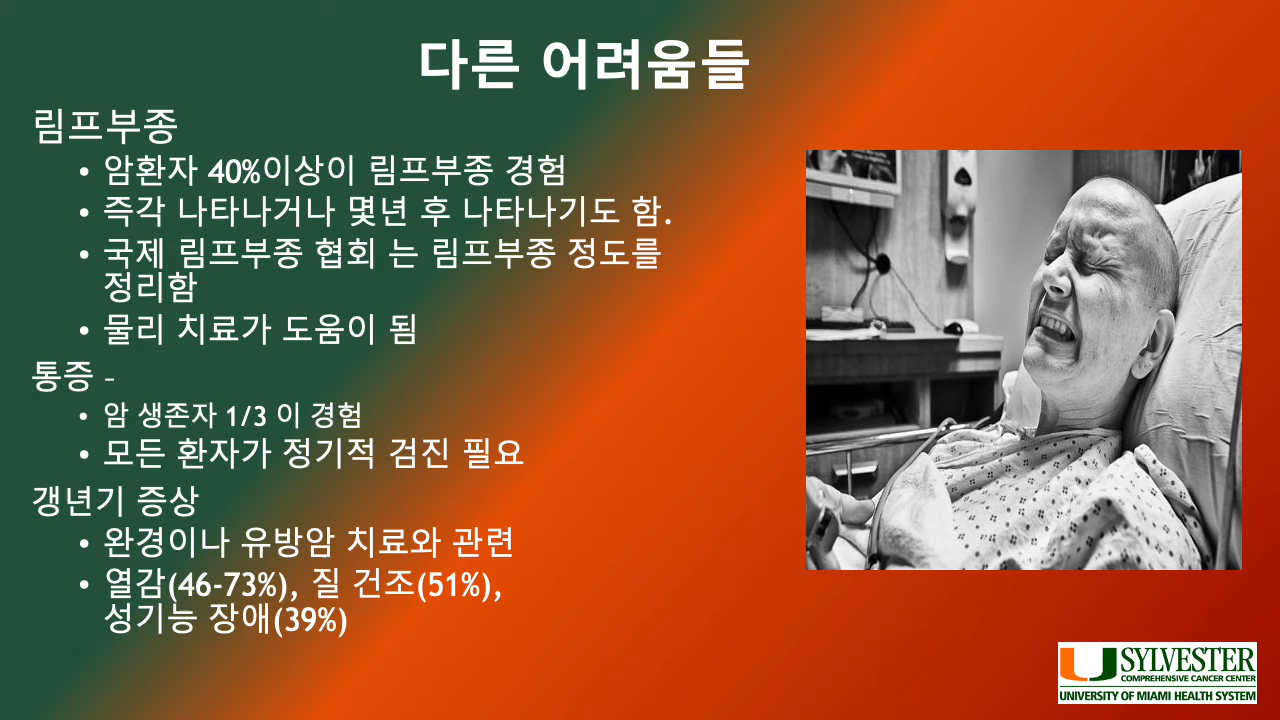 다른 어려움들
림프부종
• 암환자 40%이상이 림프부종 경험
• 즉각 나타나거나 몇년 후 나타나기도 함.
• 국제 림프부종 협회 는 림프부종 정도를
정리함
• 물리 치료가 도움이 됨
통증 -
• 암 생존자 1/3 이 경험
• 모든 환자가 정기적 검진 필요
갱년기 증상
• 완경이나 유방암 치료와 관련
• 열감(46-73%), 질 건조(51%),
성기능 장애(39%)
SYLVESTER
COMPREHENSIVE CANCER CENTER
UNIVERSITY OF MIAMI HEALTH SYSTEM